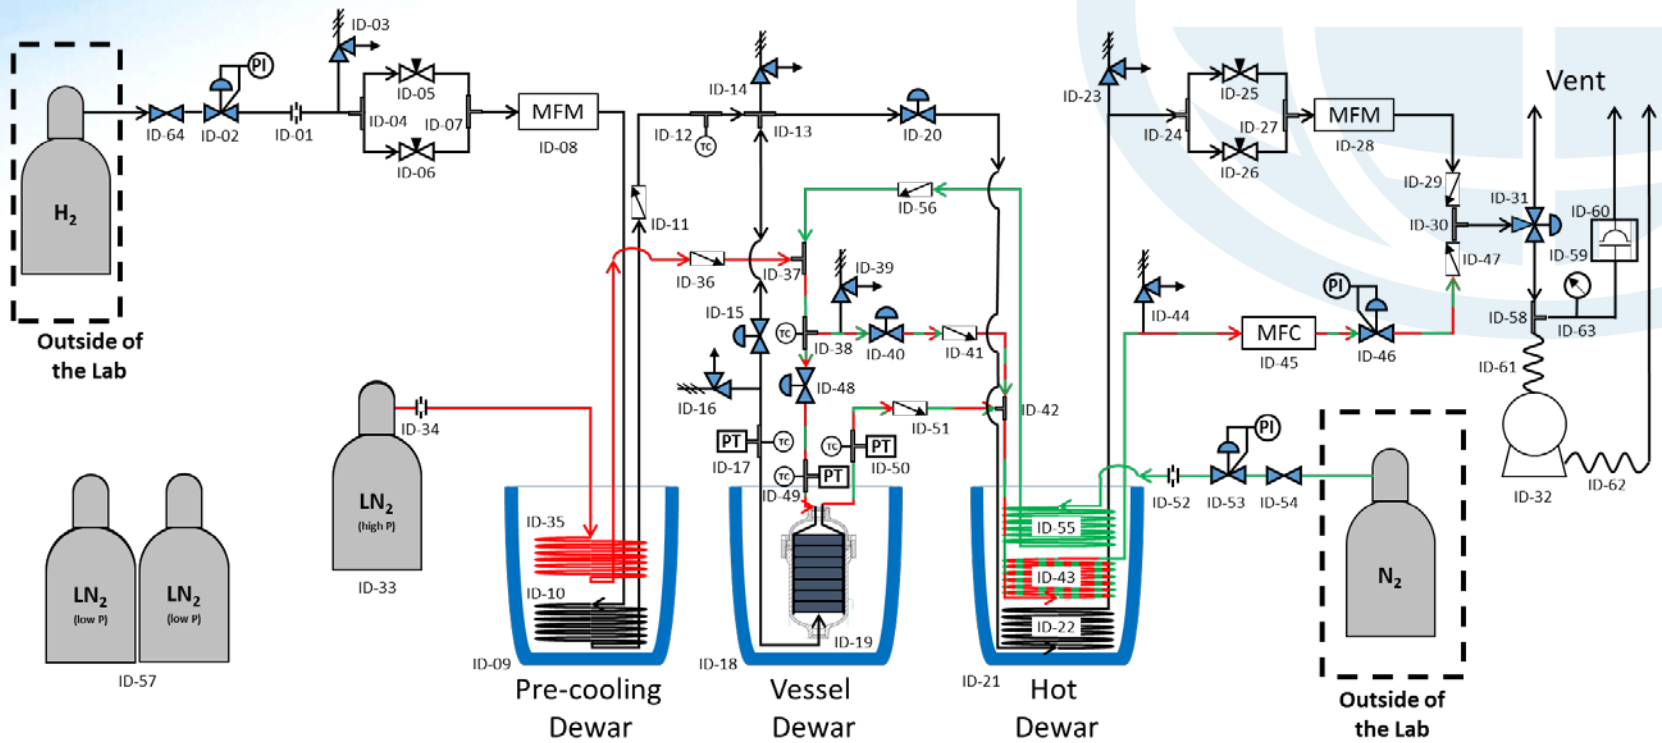 ID-03
PI
Vent
ID-14
ID-23
ID-05
ID-25
H₂
ID-64
ID-02
ID-01
ID-04
ID-07
MFM
ID-08
ID-12
TC
ID-13
ID-20
ID-24
ID-27
MFM
ID-28
ID-06
ID-26
ID-29
ID-31
ID-60
ID-11
ID-56
ID-30
ID-59
ID-36
ID-37
ID-39
ID-47
ID-15
TC
ID-38
ID-40
ID-41
ID-44
MFC
ID-45
PI
ID-46
ID-58
ID-63
Outside of
the Lab
ID-61
ID-16
ID-48
ID-42
ID-34
ID-51
PT
TC
ID-17
TC
PT
ID-50
PI
TC
PT
ID-49
ID-52
ID-53
ID-54
ID-32
ID-62
LN₂
(high P)
ID-33
ID-35
ID-55
ID-10
ID-43
N₂
LN₂
(low P)
LN₂
(low P)
ID-57
ID-22
ID-09
ID-19
ID-18
ID-21
Pre-cooling
Dewar
Vessel
Dewar
Hot
Dewar
Outside of
the Lab